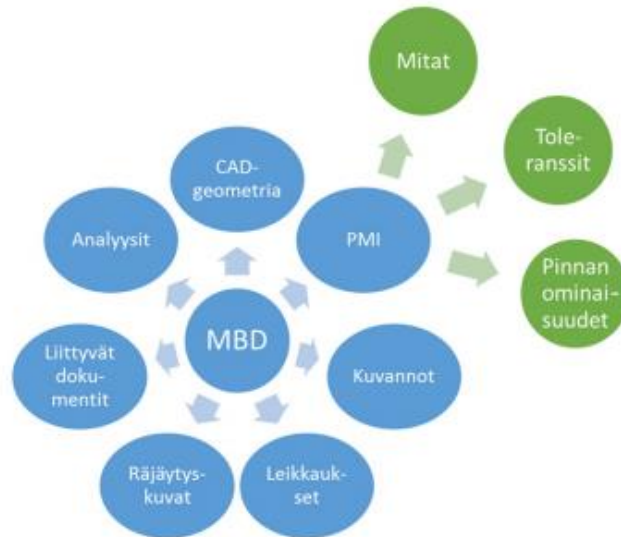 Mitat
Tole-
ranssit
Pinnan
ominai-
suudet
CAD-
geometria
PMI
Analyysit
MBD
Liittyvät
doku-
mentit
Kuvannot
Räjäytys-
kuvat
Leikkauk-
set